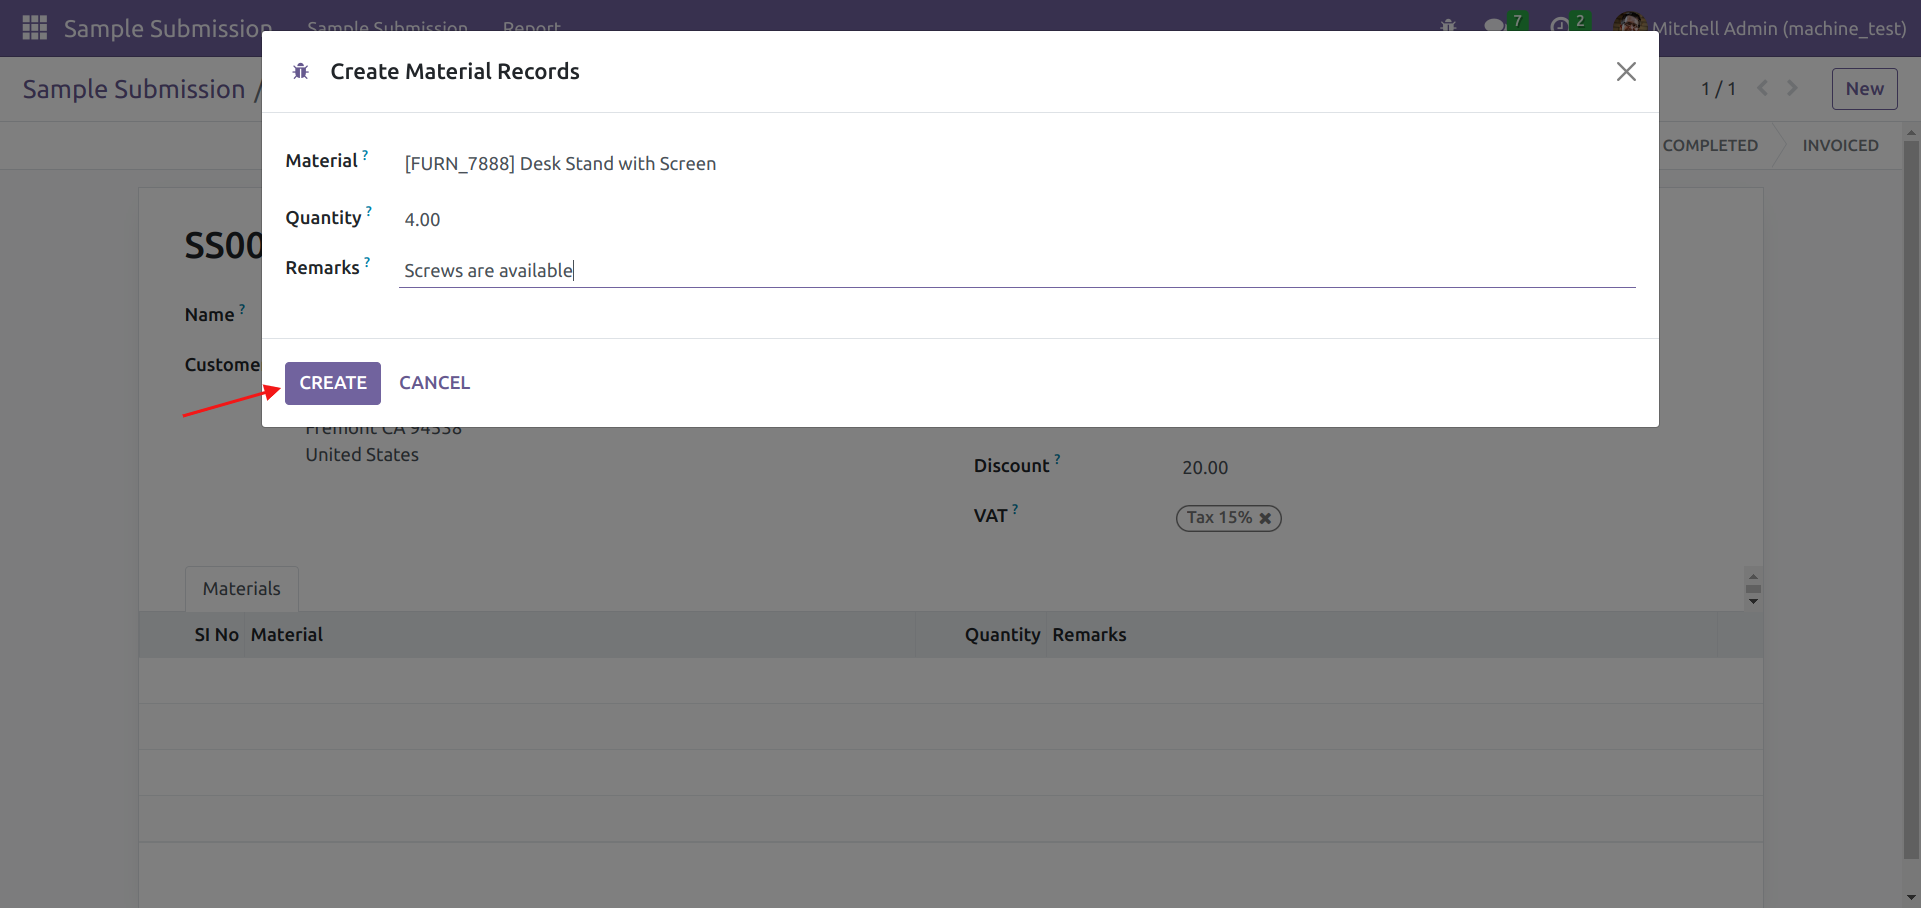 Sample Submission Sample Submission Report 7 2 Mitchell Admin (machine_test)
Create Material Records
Sample Submission / 1 / 1 New
Material ? [FURN_7888] Desk Stand with Screen
COMPLETED INVOICED
Quantity ? 4.00
SS00
Remarks ? Screws are available
Name ?
Custome
CREATE CANCEL
Fremont CA 94538
United States
Discount ? 20.00
VAT ? Tax 15%
Materials
SI No Material Quantity Remarks